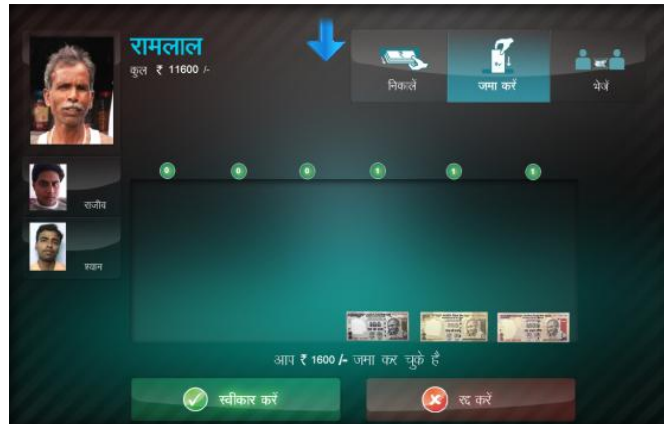 रामलाल
कुल ₹ 11600 /-
निकालें
जमा करें
भेजें
राजीव
श्याम
0 0 0 1 1 1
आप ₹ 1600 /- जमा कर चुके है
स्वीकार करें
रद्द करें